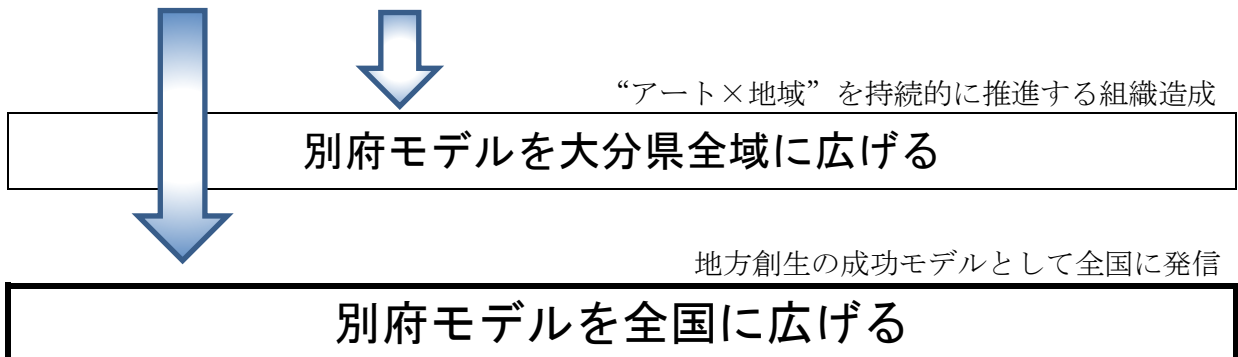 “アート×地域”を持続的に推進する組織造成
別府モデルを大分県全域に広げる
地方創生の成功モデルとして全国に発信
別府モデルを全国に広げる